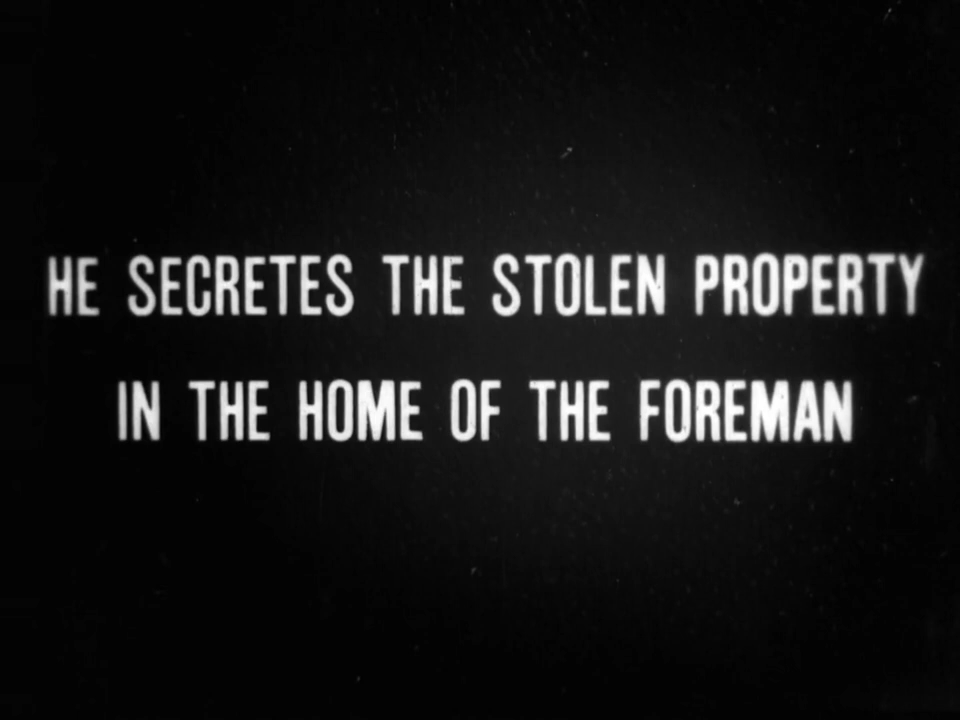 HE SECRETES THE STOLEN PROPERTY
IN THE HOME OF THE FOREMAN